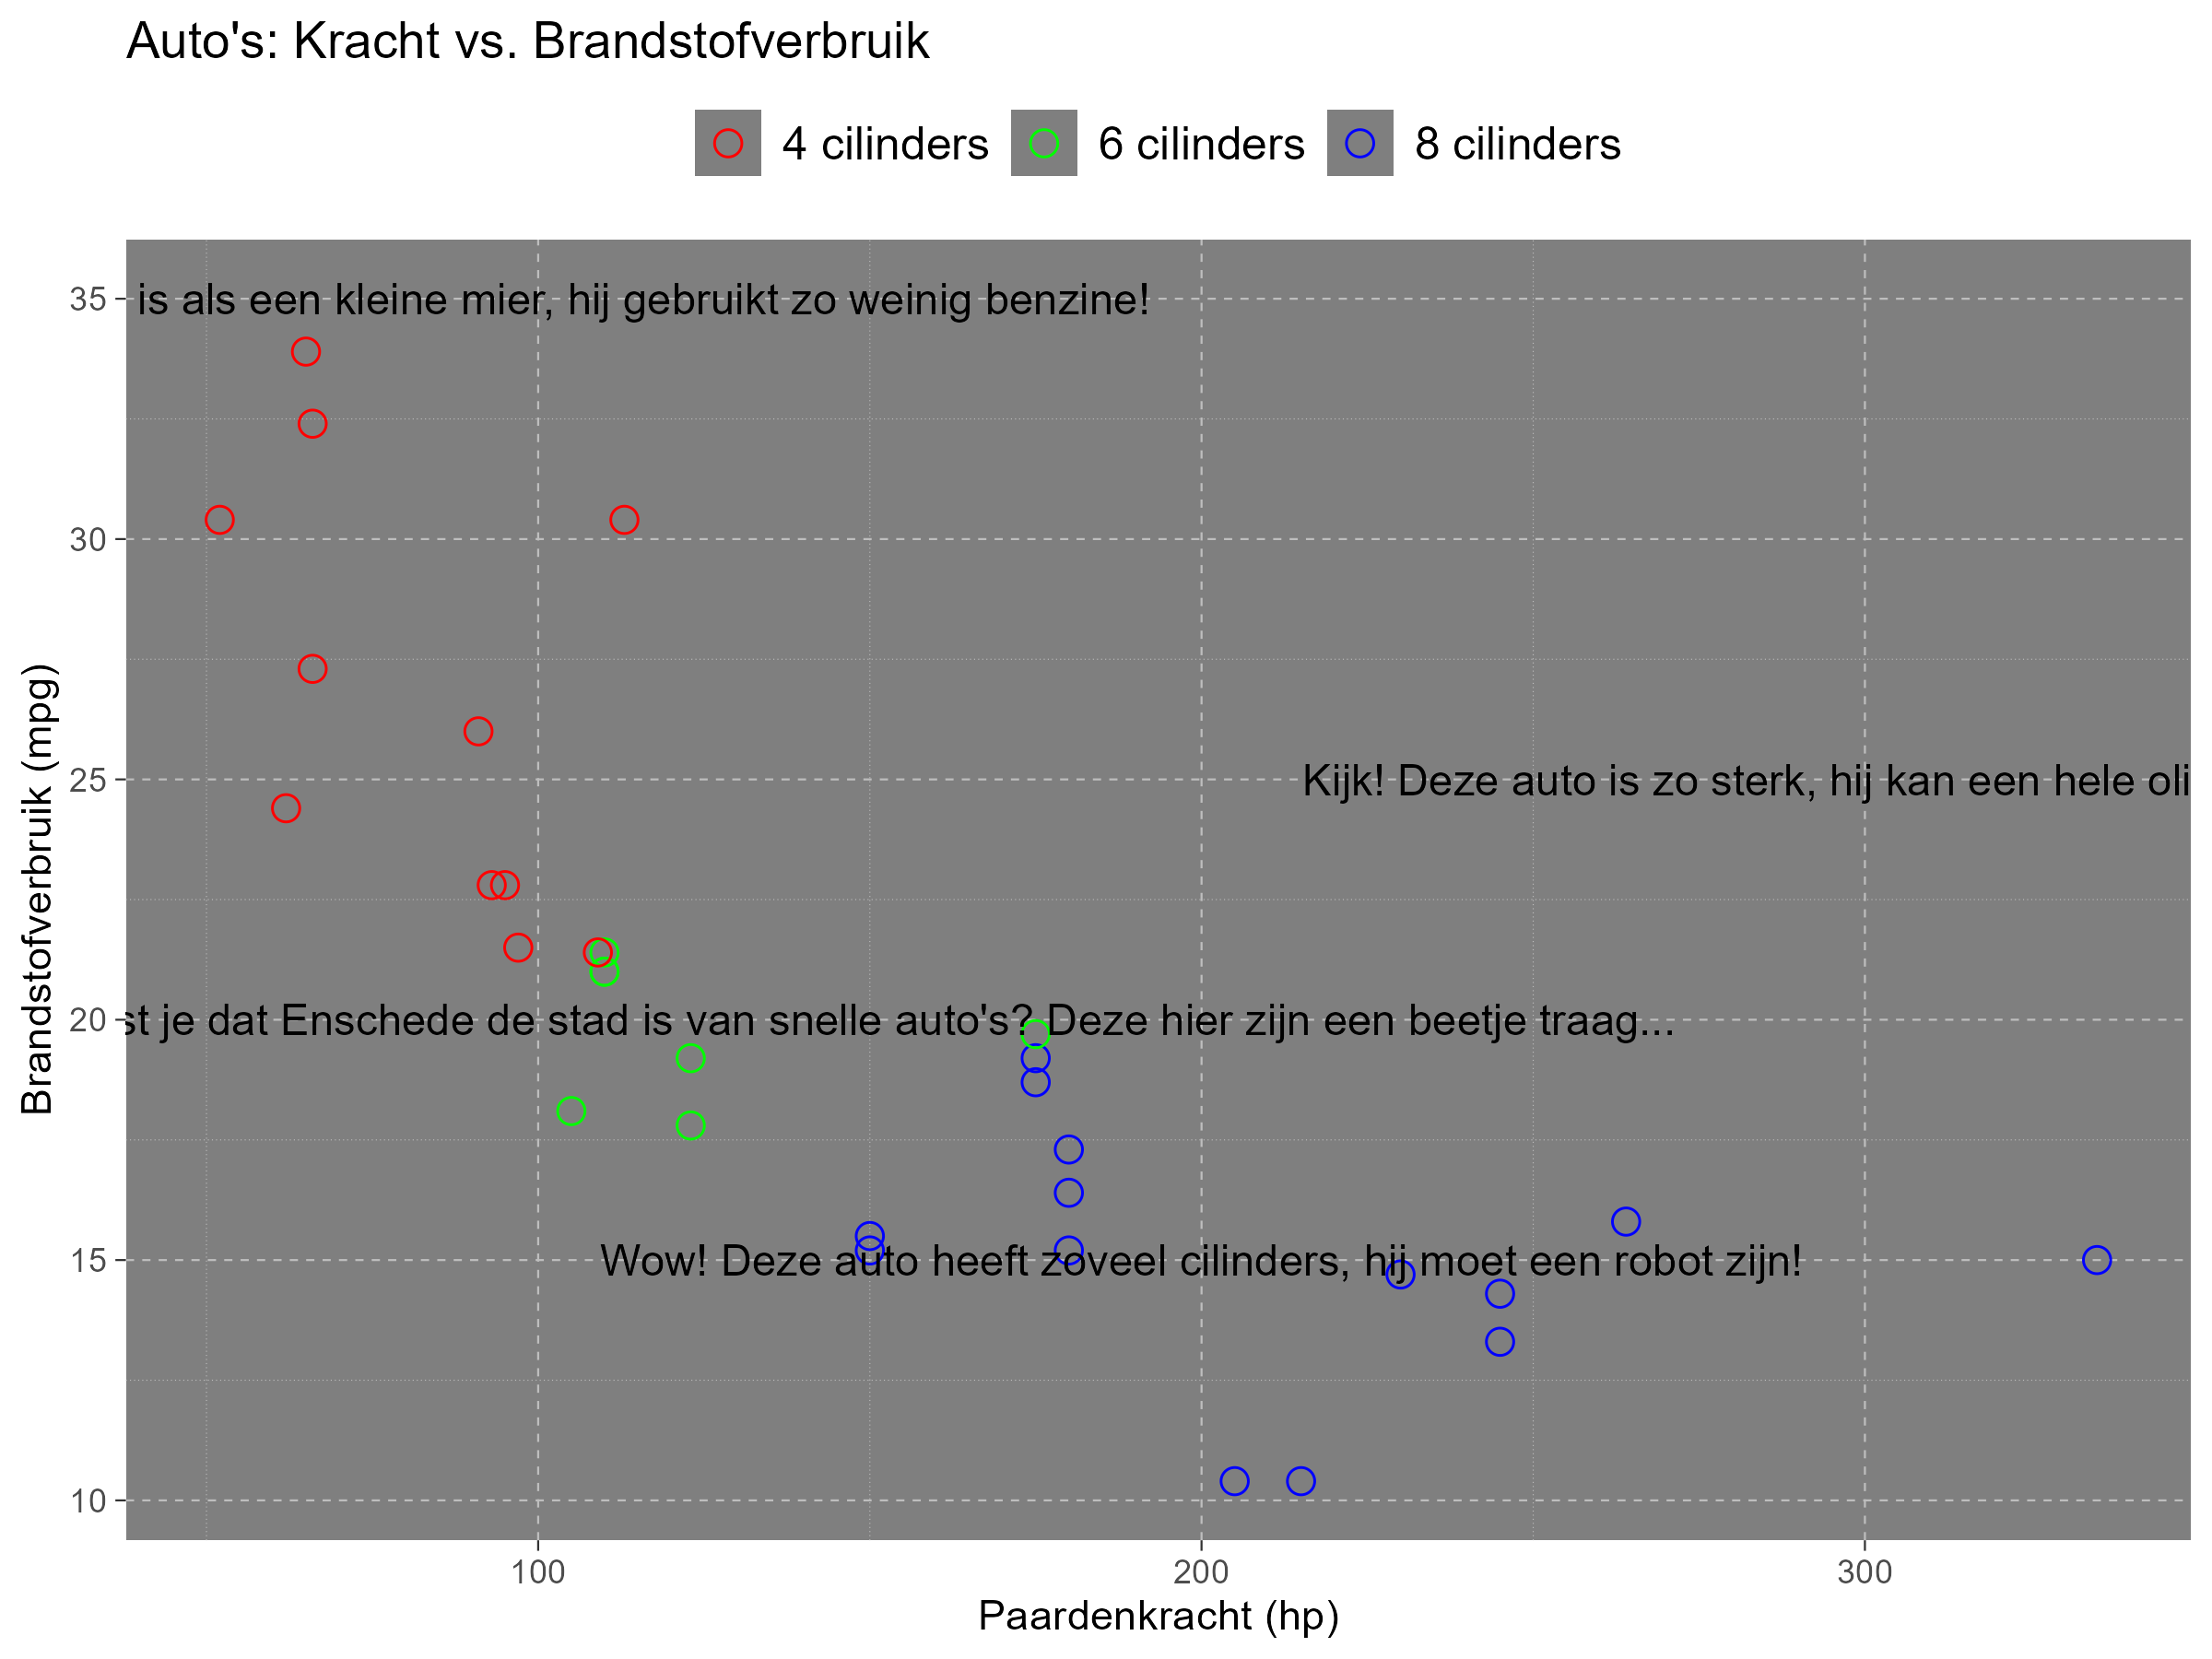 Auto's: Kracht vs. Brandstofverbruik
4 cilinders 6 cilinders 8 cilinders
Brandstofverbruik (mpg)
35
is als een kleine mier, hij gebruikt zo weinig benzine!
30
25
Kijk! Deze auto is zo sterk, hij kan een hele oli
20
st je dat Enschede de stad is van snelle auto's? Deze hier zijn een beetje traag...
15
Wow! Deze auto heeft zoveel cilinders, hij moet een robot zijn!
10
100 200 300
Paardenkracht (hp)